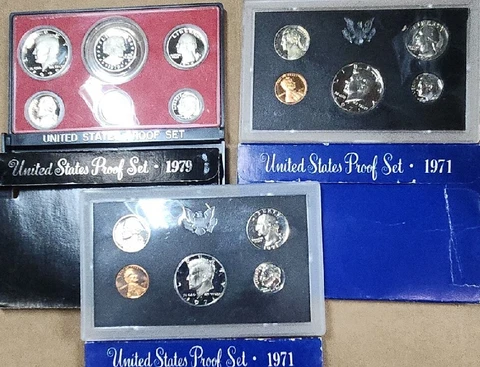 UNITED STATES PROOF SET
United States Proof Set · 1979
United States Proof Set · 1971
LIBERTY
United States Proof Set · 1971